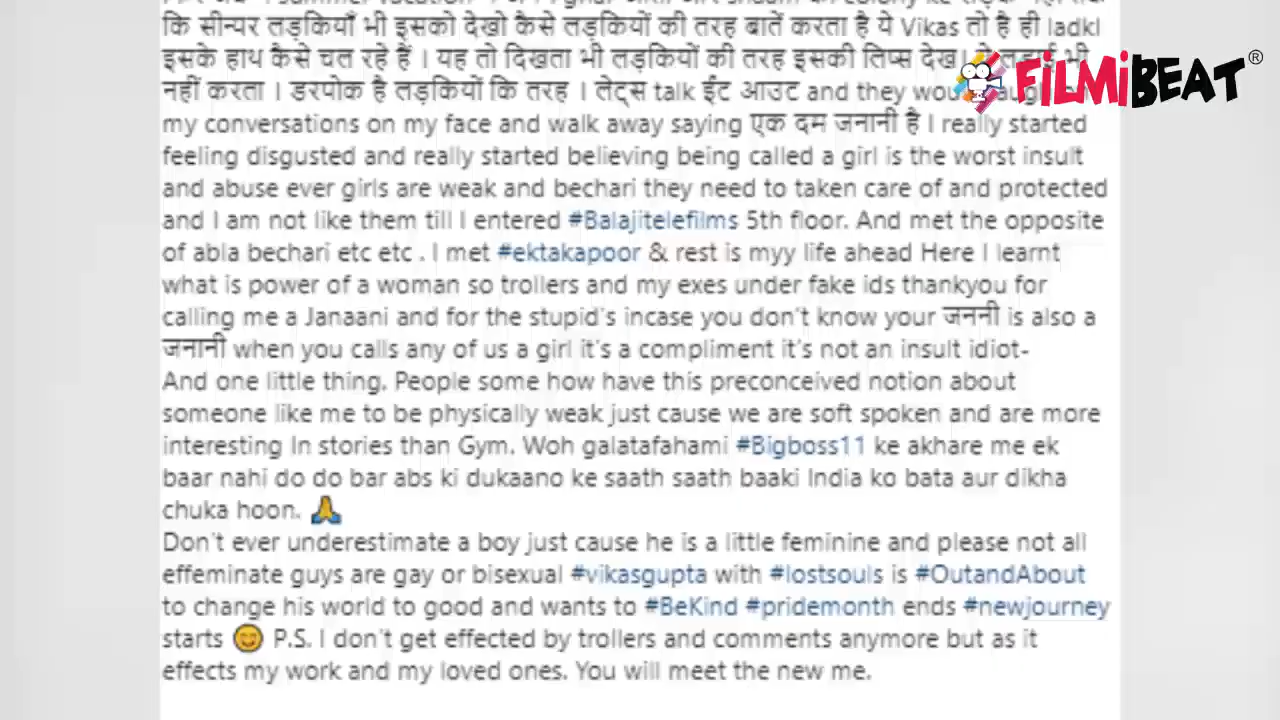 कि सीन्यर लड़कियाँ भी इसको देखो कैसे लड़कियों की तरह बातें करता है ये Vikas तो है ही ladki
इसके हाथ कैसे चल रहे हैं । यह तो दिखता भी लड़कियों की तरह इसकी लिप्स देख।
FILMiBEAT®
नहीं करता । डरपोक है लड़कियों कि तरह । लेट्स talk ईट आउट and they
my conversations on my face and walk away saying एक दम जनानी है I really started
feeling disgusted and really started believing being called a girl is the worst insult
and abuse ever girls are weak and bechari they need to taken care of and protected
and I am not like them till I entered #Balajitelefilms 5th floor. And met the opposite
of abla bechari etc etc . I met #ektakapoor & rest is myy life ahead Here I learnt
what is power of a woman so trollers and my exes under fake ids thankyou for
calling me a Janaani and for the stupid's incase you don't know your जननी is also a
जनानी when you calls any of us a girl it's a compliment it's not an insult idiot-
And one little thing. People some how have this preconceived notion about
someone like me to be physically weak just cause we are soft spoken and are more
interesting In stories than Gym. Woh galatafahami #Bigboss11 ke akhare me ek
baar nahi do do bar abs ki dukaano ke saath saath baaki India ko bata aur dikha
chuka hoon. 🙏
Don't ever underestimate a boy just cause he is a little feminine and please not all
effeminate guys are gay or bisexual #vikasgupta with #lostsouls is #OutandAbout
to change his world to good and wants to #BeKind #pridemonth ends #newjourney
starts 😊 P.S. I don't get effected by trollers and comments anymore but as it
effects my work and my loved ones. You will meet the new me.